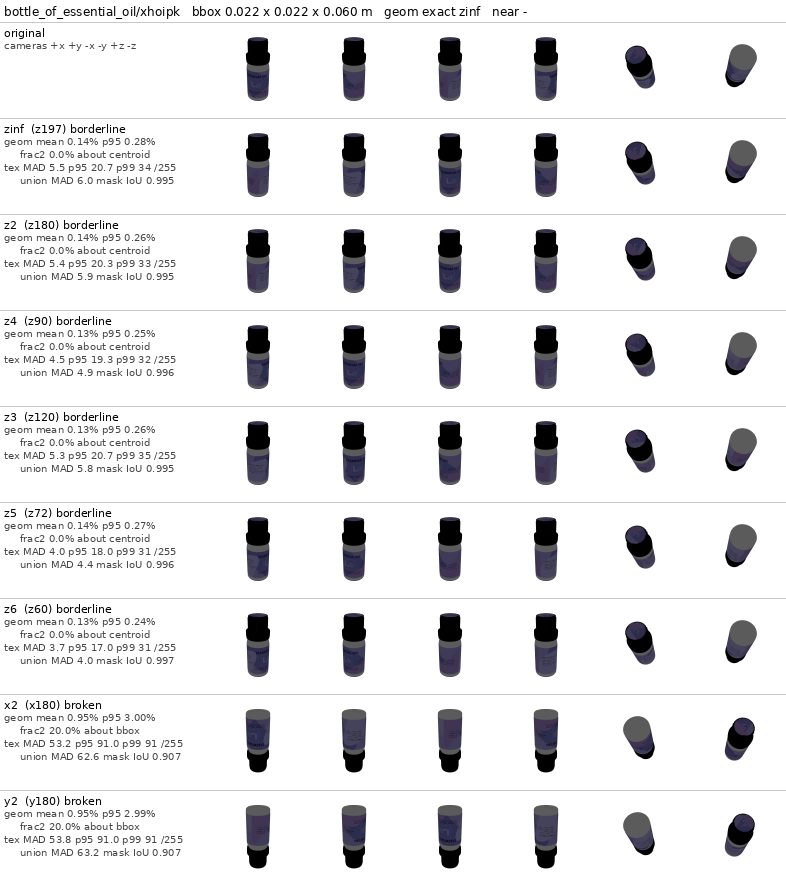 bottle_of_essential_oil/xhoipk   bbox 0.022 x 0.022 x 0.060 m   geom exact zinf   near -
original
cameras +x +y -x -y +z -z
zinf  (z197) borderline
geom mean 0.14% p95 0.28%
frac2 0.0% about centroid
tex MAD 5.5 p95 20.7 p99 34 /255
union MAD 6.0 mask IoU 0.995
z2  (z180) borderline
geom mean 0.14% p95 0.26%
frac2 0.0% about centroid
tex MAD 5.4 p95 20.3 p99 33 /255
union MAD 5.9 mask IoU 0.995
z4  (z90) borderline
geom mean 0.13% p95 0.25%
frac2 0.0% about centroid
tex MAD 4.5 p95 19.3 p99 32 /255
union MAD 4.9 mask IoU 0.996
z3  (z120) borderline
geom mean 0.13% p95 0.26%
frac2 0.0% about centroid
tex MAD 5.3 p95 20.7 p99 35 /255
union MAD 5.8 mask IoU 0.995
z5  (z72) borderline
geom mean 0.14% p95 0.27%
frac2 0.0% about centroid
tex MAD 4.0 p95 18.0 p99 31 /255
union MAD 4.4 mask IoU 0.996
z6  (z60) borderline
geom mean 0.13% p95 0.24%
frac2 0.0% about centroid
tex MAD 3.7 p95 17.0 p99 31 /255
union MAD 4.0 mask IoU 0.997
x2  (x180) broken
geom mean 0.95% p95 3.00%
frac2 20.0% about bbox
tex MAD 53.2 p95 91.0 p99 91 /255
union MAD 62.6 mask IoU 0.907
y2  (y180) broken
geom mean 0.95% p95 2.99%
frac2 20.0% about bbox
tex MAD 53.8 p95 91.0 p99 91 /255
union MAD 63.2 mask IoU 0.907